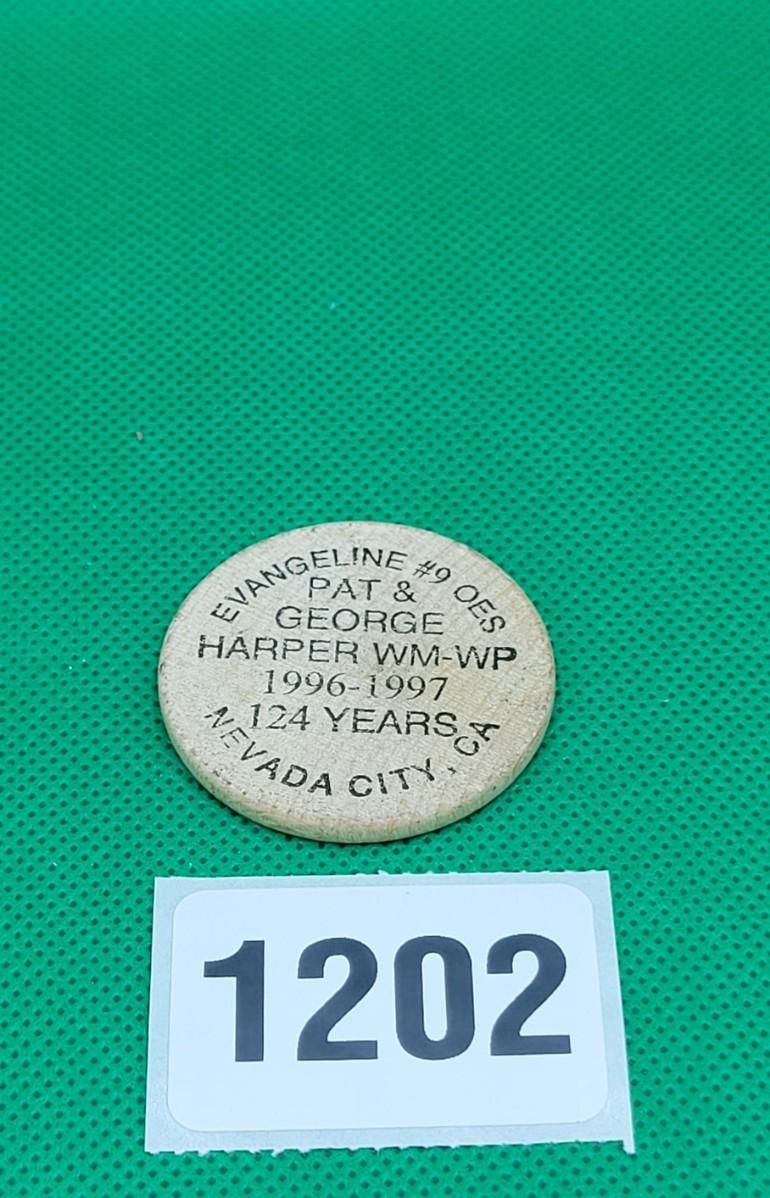 EVANGELINE #9 OES
PAT &
GEORGE
HARPER WM-WP
1996-1997
124 YEARS
NEVADA CITY, CA
1202